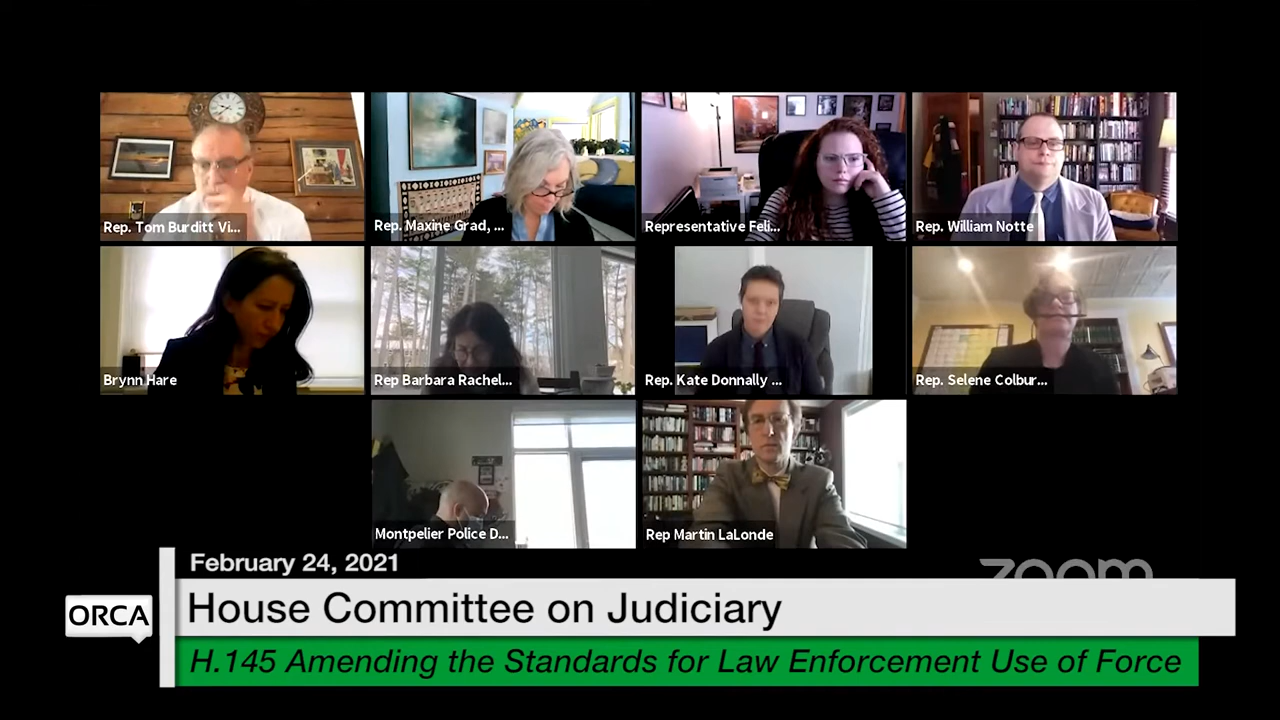 Rep. Tom Burditt Vi...
Rep. Maxine Grad, ...
Representative Feli...
Rep. William Notte
Brynn Hare
Rep Barbara Rachel...
Rep. Kate Donnally ...
Rep. Selene Colbur...
Montpelier Police D...
Rep Martin LaLonde
zoom
February 24, 2021
ORCA
House Committee on Judiciary
H.145 Amending the Standards for Law Enforcement Use of Force